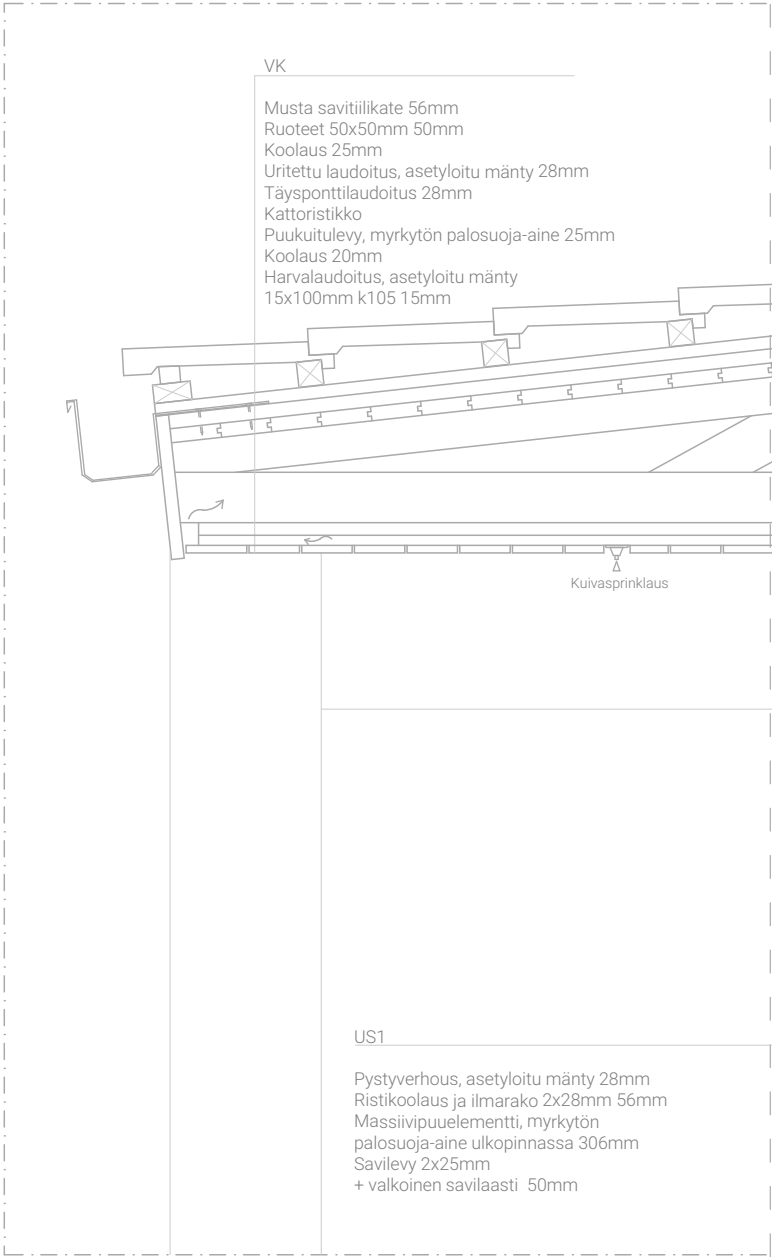 VK
Musta savitiilikate 56mm
Ruoteet 50x50mm 50mm
Koolaus 25mm
Uritettu laudoitus, asetyloitu mänty 28mm
Täysponttilaudoitus 28mm
Kattoristikko
Puukuitulevy, myrkytön palosuoja-aine 25mm
Koolaus 20mm
Harvalaudoitus, asetyloitu mänty
15x100mm k105 15mm
Kuivasprinklaus
US1
Pystyverhous, asetyloitu mänty 28mm
Ristikoolaus ja ilmarako 2x28mm 56mm
Massiivipuuelementti, myrkytön
palosuoja-aine ulkopinnassa 306mm
Savilevy 2x25mm
+ valkoinen savilaasti 50mm